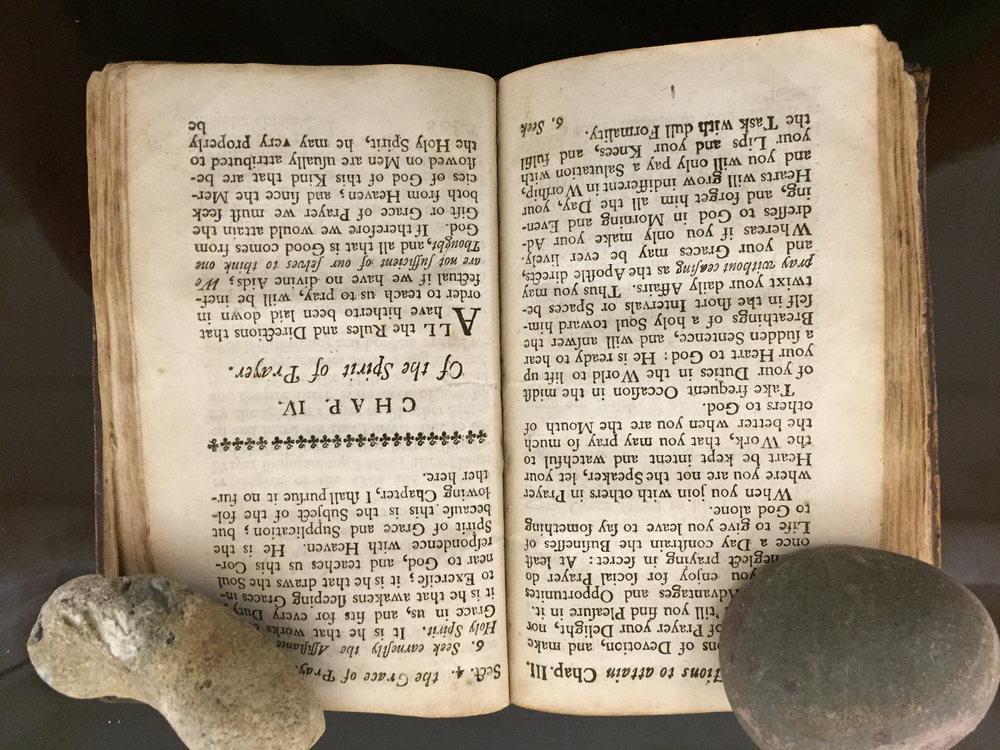 tions to attain Chap.III.
ons of Devotion, and make
of Prayer your Delight, nor
'till you find Pleaſure in it.
Advantages and Opportunites
you enjoy for ſocial Prayer do
neglect praying in ſecret: At leaſt
once a Day conſtrain the Buſineſſes of
Life to give you leave to ſay ſomething
to God alone.
When you join with others in Prayer
where you are not the Speaker, let your
Heart be kept intent and watchful to
the Work, that you may pray ſo much
the better when you are the Mouth of
others to God.
Take frequent Occaſion in the midſt
of your Duties in the World to lift up
your Heart to God: He is ready to hear
a ſudden Sentence, and will anſwer the
Breathings of a holy Soul toward him-
ſelf in the ſhort Intervals or Spaces be-
twixt your daily Affairs. Thus you may
pray without ceaſing as the Apoſtle directs,
and your Graces may be ever lively.
Whereas if you only make your Ad-
dreſſes to God in Morning and Even-
ing, and forget him all the Day, your
Hearts will grow indifferent in Worſhip,
and you will only pay a Salutation with
your Lips and your Knees, and fulfil
the Task with dull Formality.
6. Seek
Sect. 4. the Grace of Pray
6. Seek earneſtly the Aſſiſtance
Holy Spirit. It is he that works
Grace in us, and fits for every Duty
it is he that awakens ſleeping Graces in-
to Exerciſe; it is he that draws the Soul
near to God, and teaches us this Cor-
reſpondence with Heaven. He is the
Spirit of Grace and Supplication; but
becauſe this is the Subject of the fol-
lowing Chapter, I ſhall purſue it no fur-
ther here.
CHAP. IV.
Of the Spirit of Prayer.
ALL the Rules and Directions that
have hitherto been laid down in
order to teach us to pray, will be inef-
fectual if we have no divine Aids; We
are not ſufficient of our ſelves to think one
Thought, and all that is Good comes from
God. If therefore we would attain the
Gift or Grace of Prayer we muſt ſeek
both from Heaven; and ſince the Mer-
cies of God of this Kind that are be-
ſtowed on Men are uſually attributed to
the Holy Spirit, he may very properly
be